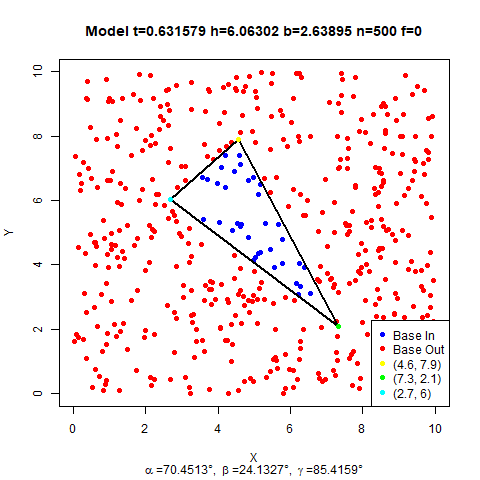 Model t=0.631579 h=6.06302 b=2.63895 n=500 f=0
10
8
6
4
2
0
Y
Base In
Base Out
(4.6, 7.9)
(7.3, 2.1)
(2.7, 6)
0 2 4 6 8 10
X
α=70.4513°, β=24.1327°, γ=85.4159°